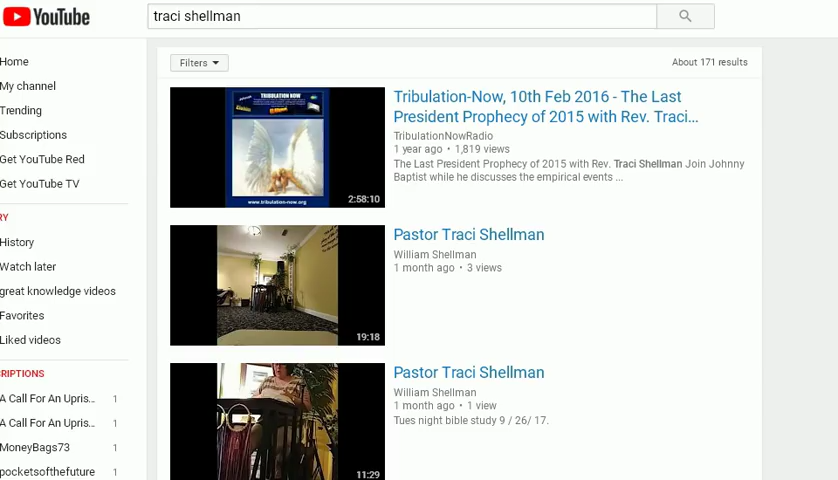 YouTube
traci shellman
Home
My channel
Trending
Subscriptions
Get YouTube Red
Get YouTube TV
RY
History
Watch later
great knowledge videos
Favorites
Liked videos
RIPTIONS
A Call For An Upris... 1
A Call For An Upris... 1
MoneyBags73 1
pocketsofthefuture 1
Filters
About 171 results
TRIBULATION NOW
www.tribulation-now.org
2:58:10
Tribulation-Now, 10th Feb 2016 - The Last
President Prophecy of 2015 with Rev. Traci...
TribulationNowRadio
1 year ago • 1,819 views
The Last President Prophecy of 2015 with Rev. Traci Shellman Join Johnny
Baptist while he discusses the empirical events ...
19:18
Pastor Traci Shellman
William Shellman
1 month ago • 3 views
11:29
Pastor Traci Shellman
William Shellman
1 month ago • 1 view
Tues night bible study 9 / 26/ 17.